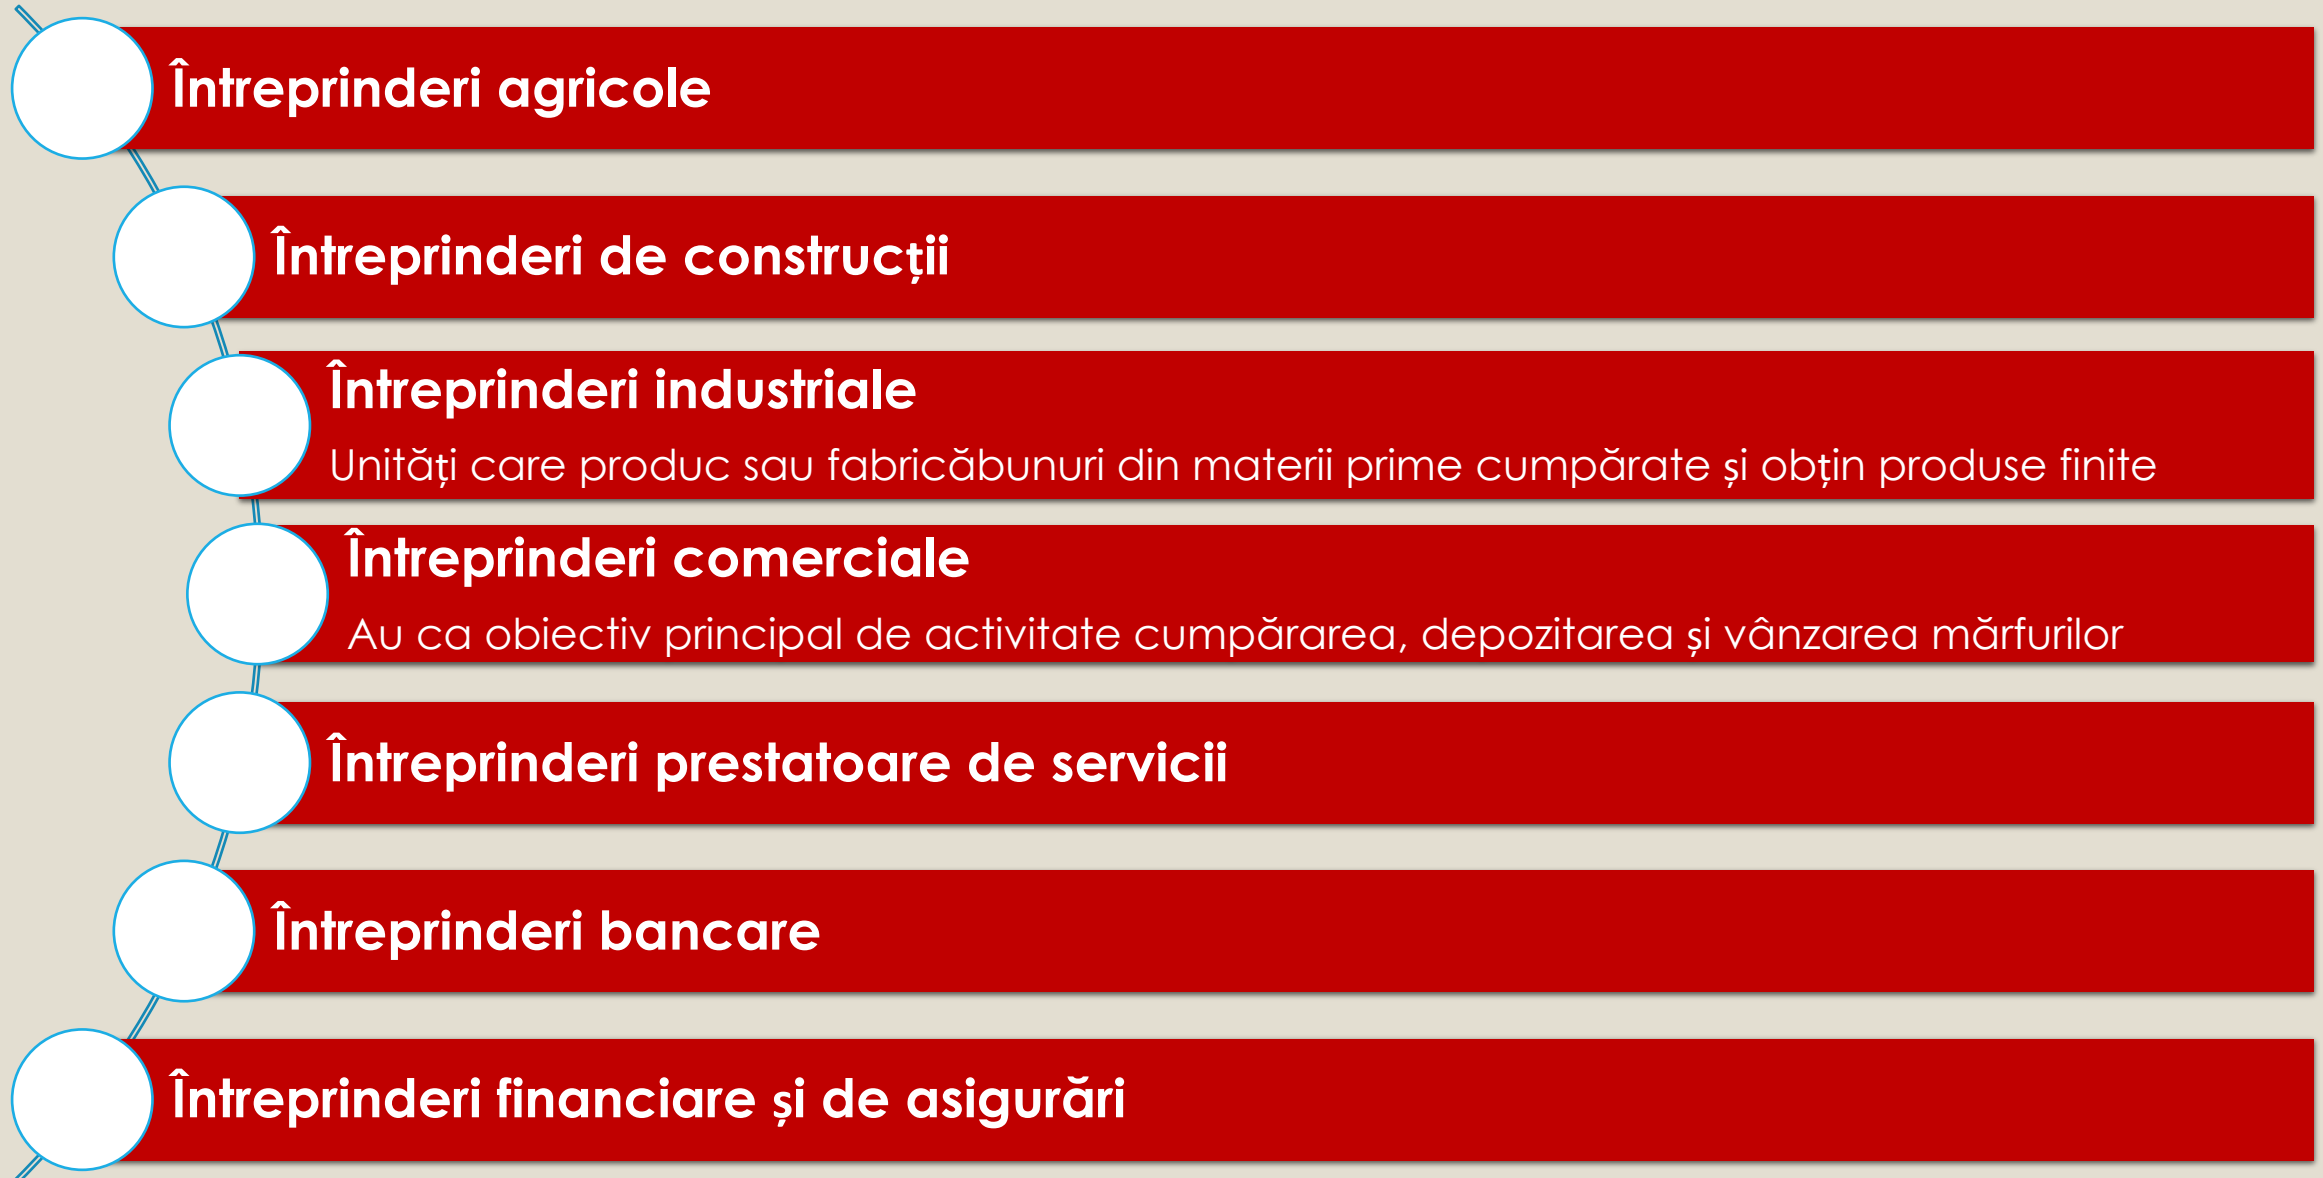 Întreprinderi agricole
Întreprinderi de construcții
Întreprinderi industriale
Unități care produc sau fabricăbunuri din materii prime cumpărate și obțin produse finite
Întreprinderi comerciale
Au ca obiectiv principal de activitate cumpărarea, depozitarea și vânzarea mărfurilor
Întreprinderi prestatoare de servicii
Întreprinderi bancare
Întreprinderi financiare și de asigurări